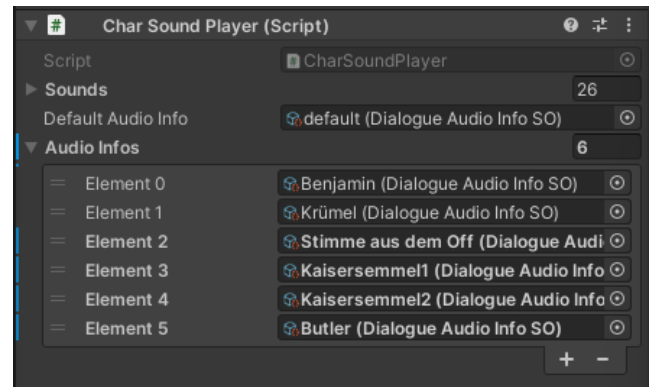 # Char Sound Player (Script)
Script CharSoundPlayer
Sounds 26
Default Audio Info default (Dialogue Audio Info SO)
Audio Infos 6
Element 0 Benjamin (Dialogue Audio Info SO)
Element 1 Krümel (Dialogue Audio Info SO)
Element 2 Stimme aus dem Off (Dialogue Audi
Element 3 Kaisersemmel1 (Dialogue Audio Info
Element 4 Kaisersemmel2 (Dialogue Audio Info
Element 5 Butler (Dialogue Audio Info SO)
+ -